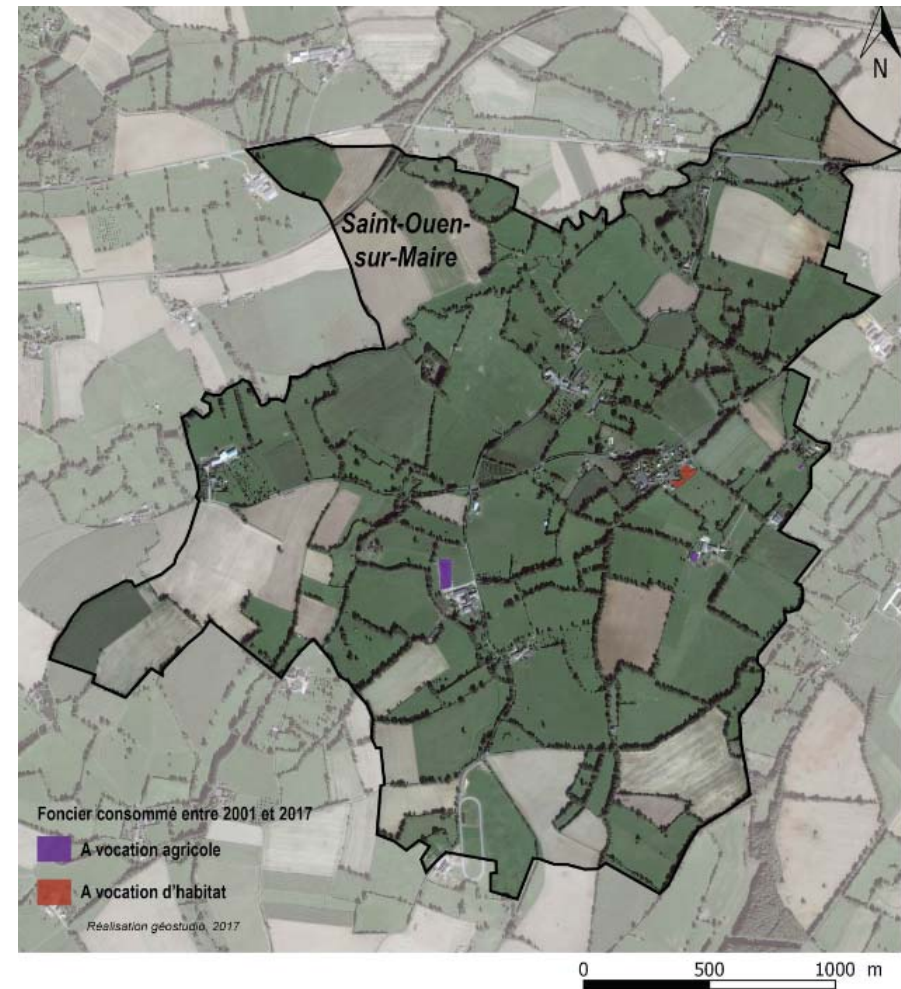 N
Saint-Ouen-
sur-Maire
Foncier consommé entre 2001 et 2017
A vocation agricole
A vocation d'habitat
Réalisation géostudio, 2017
0 500 1000 m